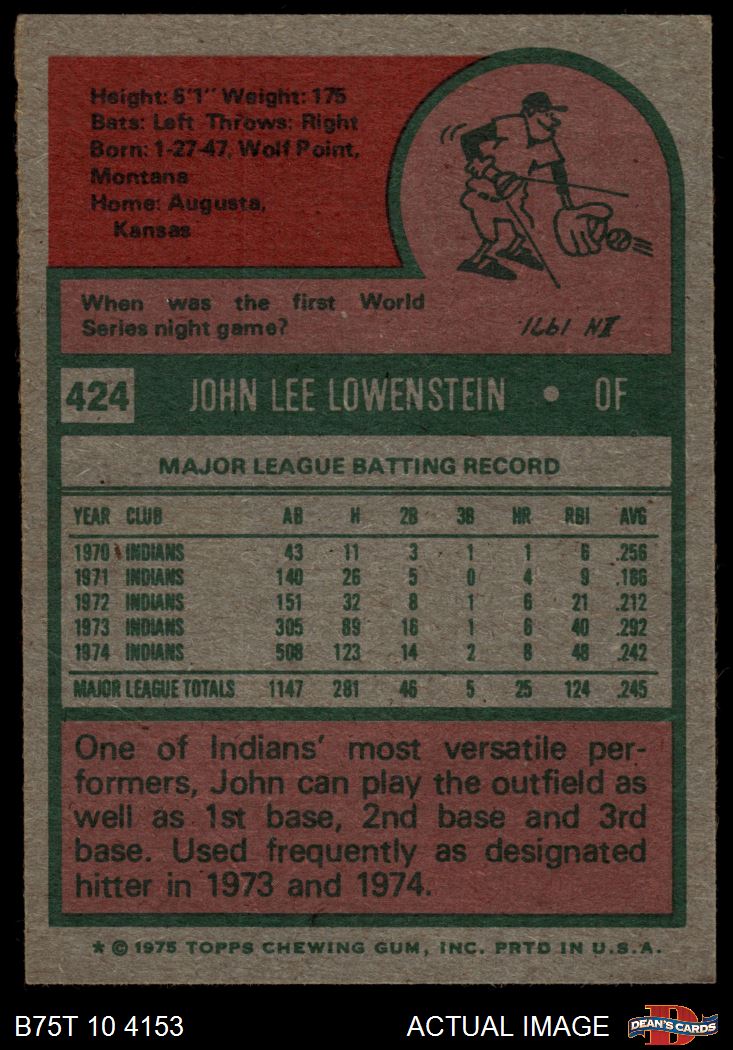 Height: 6'1" Weight: 175
Bats: Left Throws: Right
Born: 1-27-47, Wolf Point,
Montana
Home: Augusta,
Kansas
When was the first World
Series night game?
IN 1971
424 JOHN LEE LOWENSTEIN • OF
MAJOR LEAGUE BATTING RECORD
YEAR CLUB AB H 2B 3B HR RBI AVG
1970 INDIANS 43 11 3 1 1 6 .256
1971 INDIANS 140 26 5 0 4 9 .186
1972 INDIANS 151 32 8 1 6 21 .212
1973 INDIANS 305 89 16 1 6 40 .292
1974 INDIANS 508 123 14 2 8 48 .242
MAJOR LEAGUE TOTALS 1147 281 46 5 25 124 .245
One of Indians' most versatile per-
formers, John can play the outfield as
well as 1st base, 2nd base and 3rd
base. Used frequently as designated
hitter in 1973 and 1974.
* © 1975 TOPPS CHEWING GUM, INC. PRTD IN U.S.A.
B75T 10 4153 ACTUAL IMAGE D DEAN'S CARDS